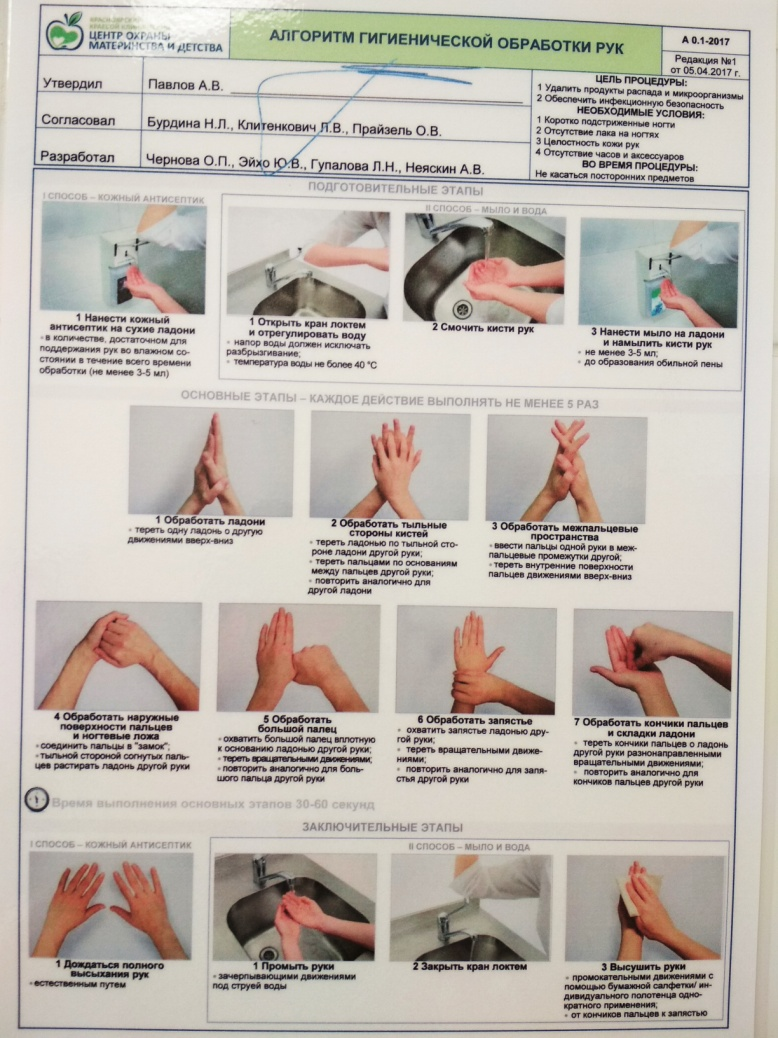 КРАСНОЯРСКИЙ
КРАЕВОЙ КЛИНИЧЕСКИЙ
ЦЕНТР ОХРАНЫ
МАТЕРИНСТВА И ДЕТСТВА
АЛГОРИТМ ГИГИЕНИЧЕСКОЙ ОБРАБОТКИ РУК
А 0.1-2017
Редакция №1
от 05.04.2017 г.
Утвердил
Павлов А.В.
Согласовал
Бурдина Н.Л., Клитенкович Л.В., Прайзель О.В.
Разработал
Чернова О.П., Эйхо Ю.В., Гупалова Л.Н., Неяскин А.В.
ЦЕЛЬ ПРОЦЕДУРЫ:
1 Удалить продукты распада и микроорганизмы
2 Обеспечить инфекционную безопасность
НЕОБХОДИМЫЕ УСЛОВИЯ:
1 Коротко подстриженные ногти
2 Отсутствие лака на ногтях
3 Целостность кожи рук
4 Отсутствие часов и аксессуаров
ВО ВРЕМЯ ПРОЦЕДУРЫ:
Не касаться посторонних предметов
ПОДГОТОВИТЕЛЬНЫЕ ЭТАПЫ
I СПОСОБ – КОЖНЫЙ АНТИСЕПТИК
II СПОСОБ – МЫЛО И ВОДА
1 Нанести кожный
антисептик на сухие ладони
в количестве, достаточном для
поддержания рук во влажном со-
стоянии в течение всего времени
обработки (не менее 3-5 мл)
1 Открыть кран локтем
и отрегулировать воду
напор воды должен исключать
разбрызгивание;
температура воды не более 40 °С
2 Смочить кисти рук
3 Нанести мыло на ладони
и намылить кисти рук
не менее 3-5 мл;
до образования обильной пены
ОСНОВНЫЕ ЭТАПЫ – КАЖДОЕ ДЕЙСТВИЕ ВЫПОЛНЯТЬ НЕ МЕНЕЕ 5 РАЗ
1 Обработать ладони
тереть одну ладонь о другую
движениями вверх-вниз
2 Обработать тыльные
стороны кистей
тереть ладонью по тыльной сто-
роне ладони другой руки;
тереть пальцами по основаниям
между пальцев другой руки;
повторить аналогично для
другой ладони
3 Обработать межпальцевые
пространства
ввести пальцы одной руки в меж-
пальцевые промежутки другой;
тереть внутренние поверхности
пальцев движениями вверх-вниз
4 Обработать наружные
поверхности пальцев
и ногтевые ложа
соединить пальцы в "замок";
тыльной стороной согнутых паль-
цев растирать ладонь другой руки
5 Обработать
большой палец
охватить большой палец вплотную
к основанию ладонью другой руки;
тереть вращательными движениями;
повторить аналогично для боль-
шого пальца другой руки
6 Обработать запястье
охватить запястье ладонью дру-
гой руки;
тереть вращательными движе-
ниями;
повторить аналогично для запя-
стья другой руки
7 Обработать кончики пальцев
и складки ладони
тереть кончики пальцев о ладонь
другой руки разнонаправленными
вращательными движениями;
повторить аналогично для
кончиков пальцев другой руки
Время выполнения основных этапов 30-60 секунд
ЗАКЛЮЧИТЕЛЬНЫЕ ЭТАПЫ
I СПОСОБ – КОЖНЫЙ АНТИСЕПТИК
II СПОСОБ – МЫЛО И ВОДА
1 Дождаться полного
высыхания рук
естественным путем
1 Промыть руки
зачерпывающими движениями
под струей воды
2 Закрыть кран локтем
3 Высушить руки
промокательными движениями с
помощью бумажной салфетки/ ин-
дивидуального полотенца одно-
кратного применения;
от кончиков пальцев к запястью